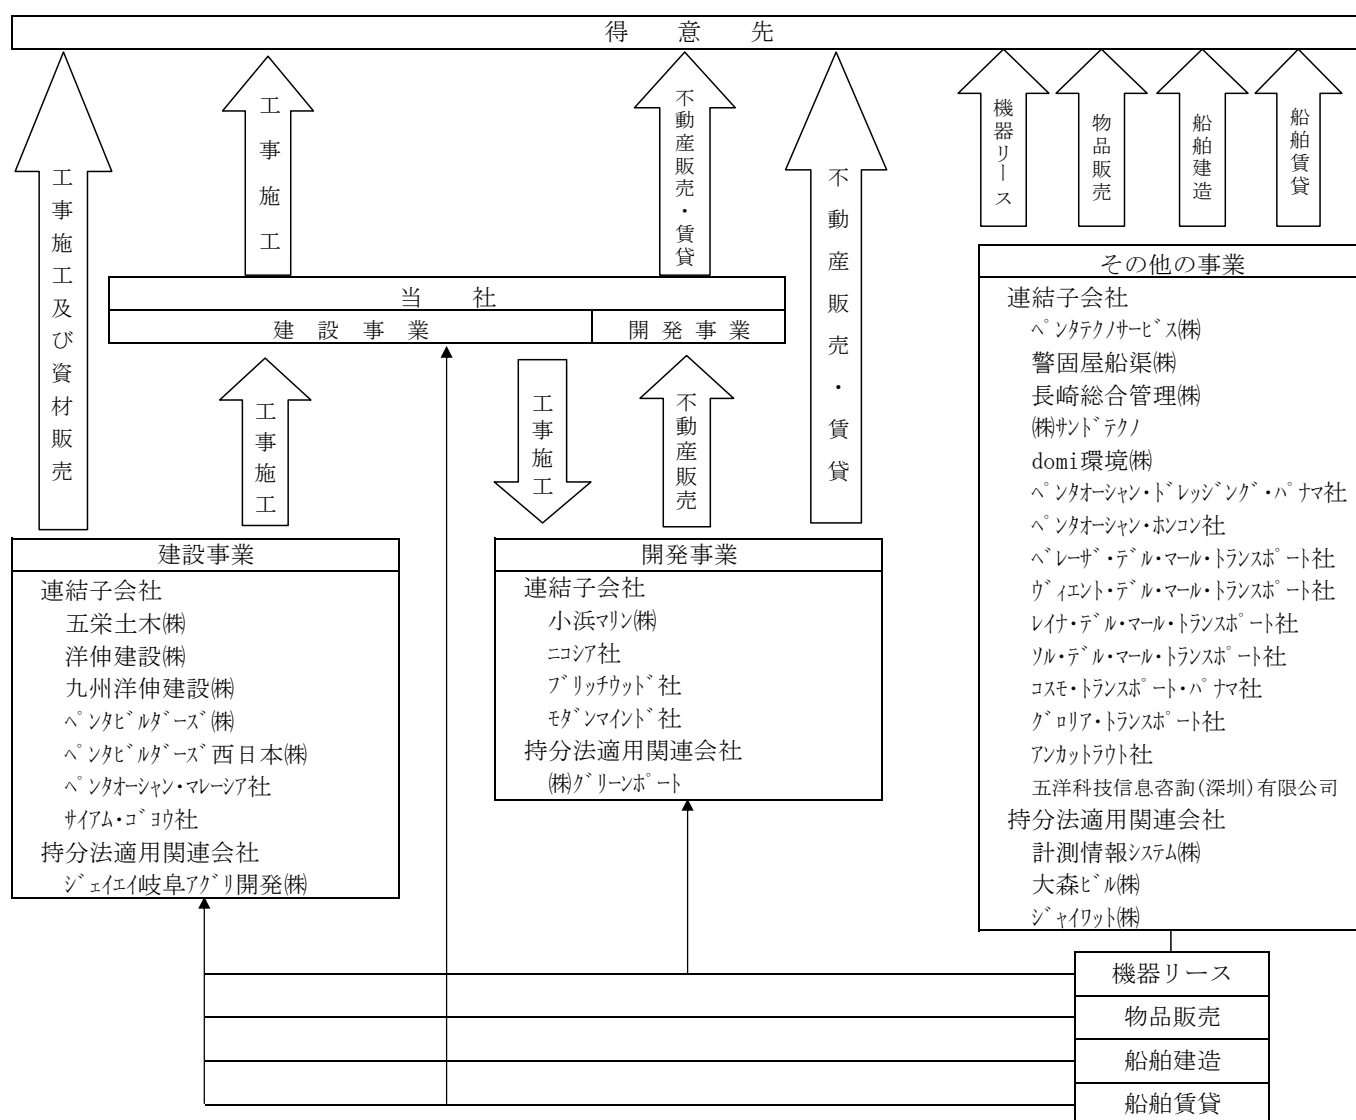 得意先
工事施工及び資材販売
工事施工
不動産販売・賃貸
不動産販売・賃貸
機器リース
物品販売
船舶建造
船舶賃貸
当社
建設事業
開発事業
工事施工
工事施工
不動産販売
建設事業
連結子会社
五栄土木㈱
洋伸建設㈱
九州洋伸建設㈱
ﾍﾟﾝﾀﾋﾞﾙﾀﾞｰｽﾞ㈱
ﾍﾟﾝﾀﾋﾞﾙﾀﾞｰｽﾞ西日本㈱
ﾍﾟﾝﾀｵｰｼｬﾝ・ﾏﾚｰｼｱ社
ｻｲｱﾑ・ｺﾞﾖｳ社
持分法適用関連会社
ｼﾞｪｲｴｲ岐阜ｱｸﾞﾘ開発㈱
開発事業
連結子会社
小浜ﾏﾘﾝ㈱
ﾆｺｼｱ社
ﾌﾞﾘｯﾁｳｯﾄﾞ社
ﾓﾀﾞﾝﾏｲﾝﾄﾞ社
持分法適用関連会社
㈱ｸﾞﾘｰﾝﾎﾟｰﾄ
その他の事業
連結子会社
ﾍﾟﾝﾀﾃｸﾉｻｰﾋﾞｽ㈱
警固屋船渠㈱
長崎総合管理㈱
㈱ｻﾝﾄﾞﾃｸﾉ
domi環境㈱
ﾍﾟﾝﾀｵｰｼｬﾝ・ﾄﾞﾚｯｼﾞﾝｸﾞ・ﾊﾟﾅﾏ社
ﾍﾟﾝﾀｵｰｼｬﾝ・ﾎﾝｺﾝ社
ﾍﾞﾚｰｻﾞ・ﾃﾞﾙ・ﾏｰﾙ・ﾄﾗﾝｽﾎﾟｰﾄ社
ｳﾞｨｴﾝﾄ・ﾃﾞﾙ・ﾏｰﾙ・ﾄﾗﾝｽﾎﾟｰﾄ社
ﾚｲﾅ・ﾃﾞﾙ・ﾏｰﾙ・ﾄﾗﾝｽﾎﾟｰﾄ社
ｿﾙ・ﾃﾞﾙ・ﾏｰﾙ・ﾄﾗﾝｽﾎﾟｰﾄ社
ｺｽﾓ・ﾄﾗﾝｽﾎﾟｰﾄ・ﾊﾟﾅﾏ社
ｸﾞﾛﾘｱ・ﾄﾗﾝｽﾎﾟｰﾄ社
ｱﾝｶｯﾄﾗｳﾄ社
五洋科技信息咨詢(深圳)有限公司
持分法適用関連会社
計測情報ｼｽﾃﾑ㈱
大森ﾋﾞﾙ㈱
ｼﾞｬｲﾜｯﾄ㈱
機器リース
物品販売
船舶建造
船舶賃貸